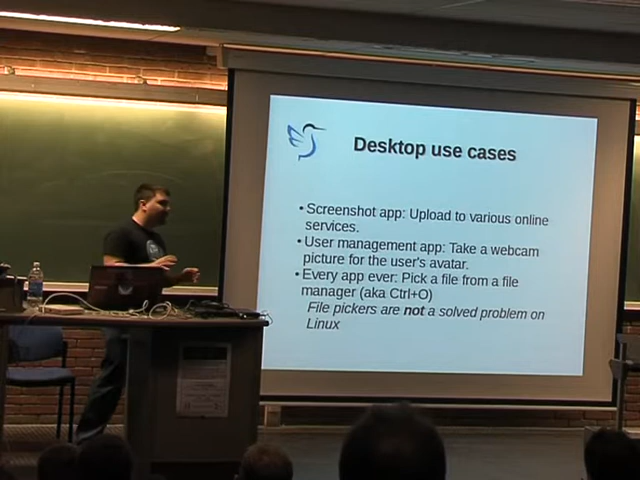 Desktop use cases
• Screenshot app: Upload to various online
services.
• User management app: Take a webcam
picture for the user's avatar.
• Every app ever: Pick a file from a file
manager (aka Ctrl+O)
File pickers are not a solved problem on
Linux